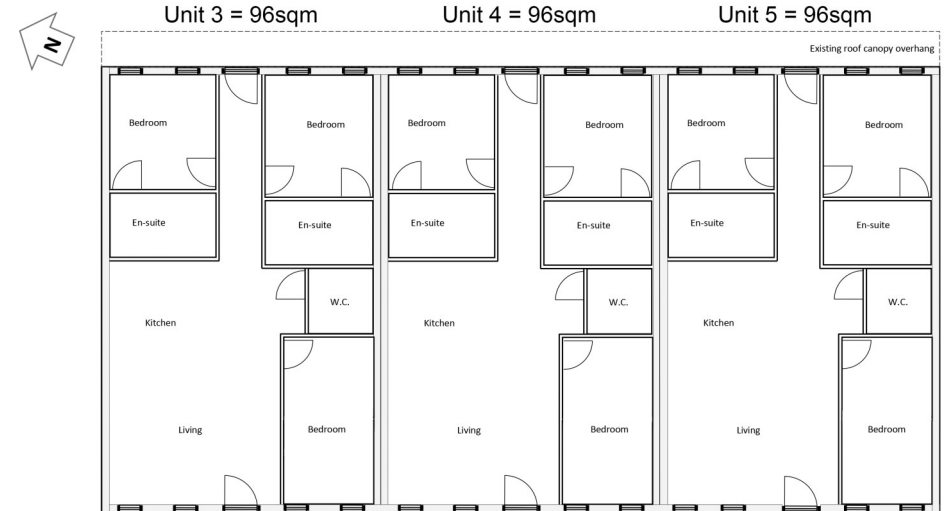 Unit 3 = 96sqm Unit 4 = 96sqm Unit 5 = 96sqm
N
Existing roof canopy overhang
Bedroom Bedroom Bedroom Bedroom Bedroom Bedroom
En-suite En-suite En-suite En-suite En-suite En-suite
W.C. W.C. W.C.
Kitchen Kitchen Kitchen
Living Bedroom Living Bedroom Living Bedroom